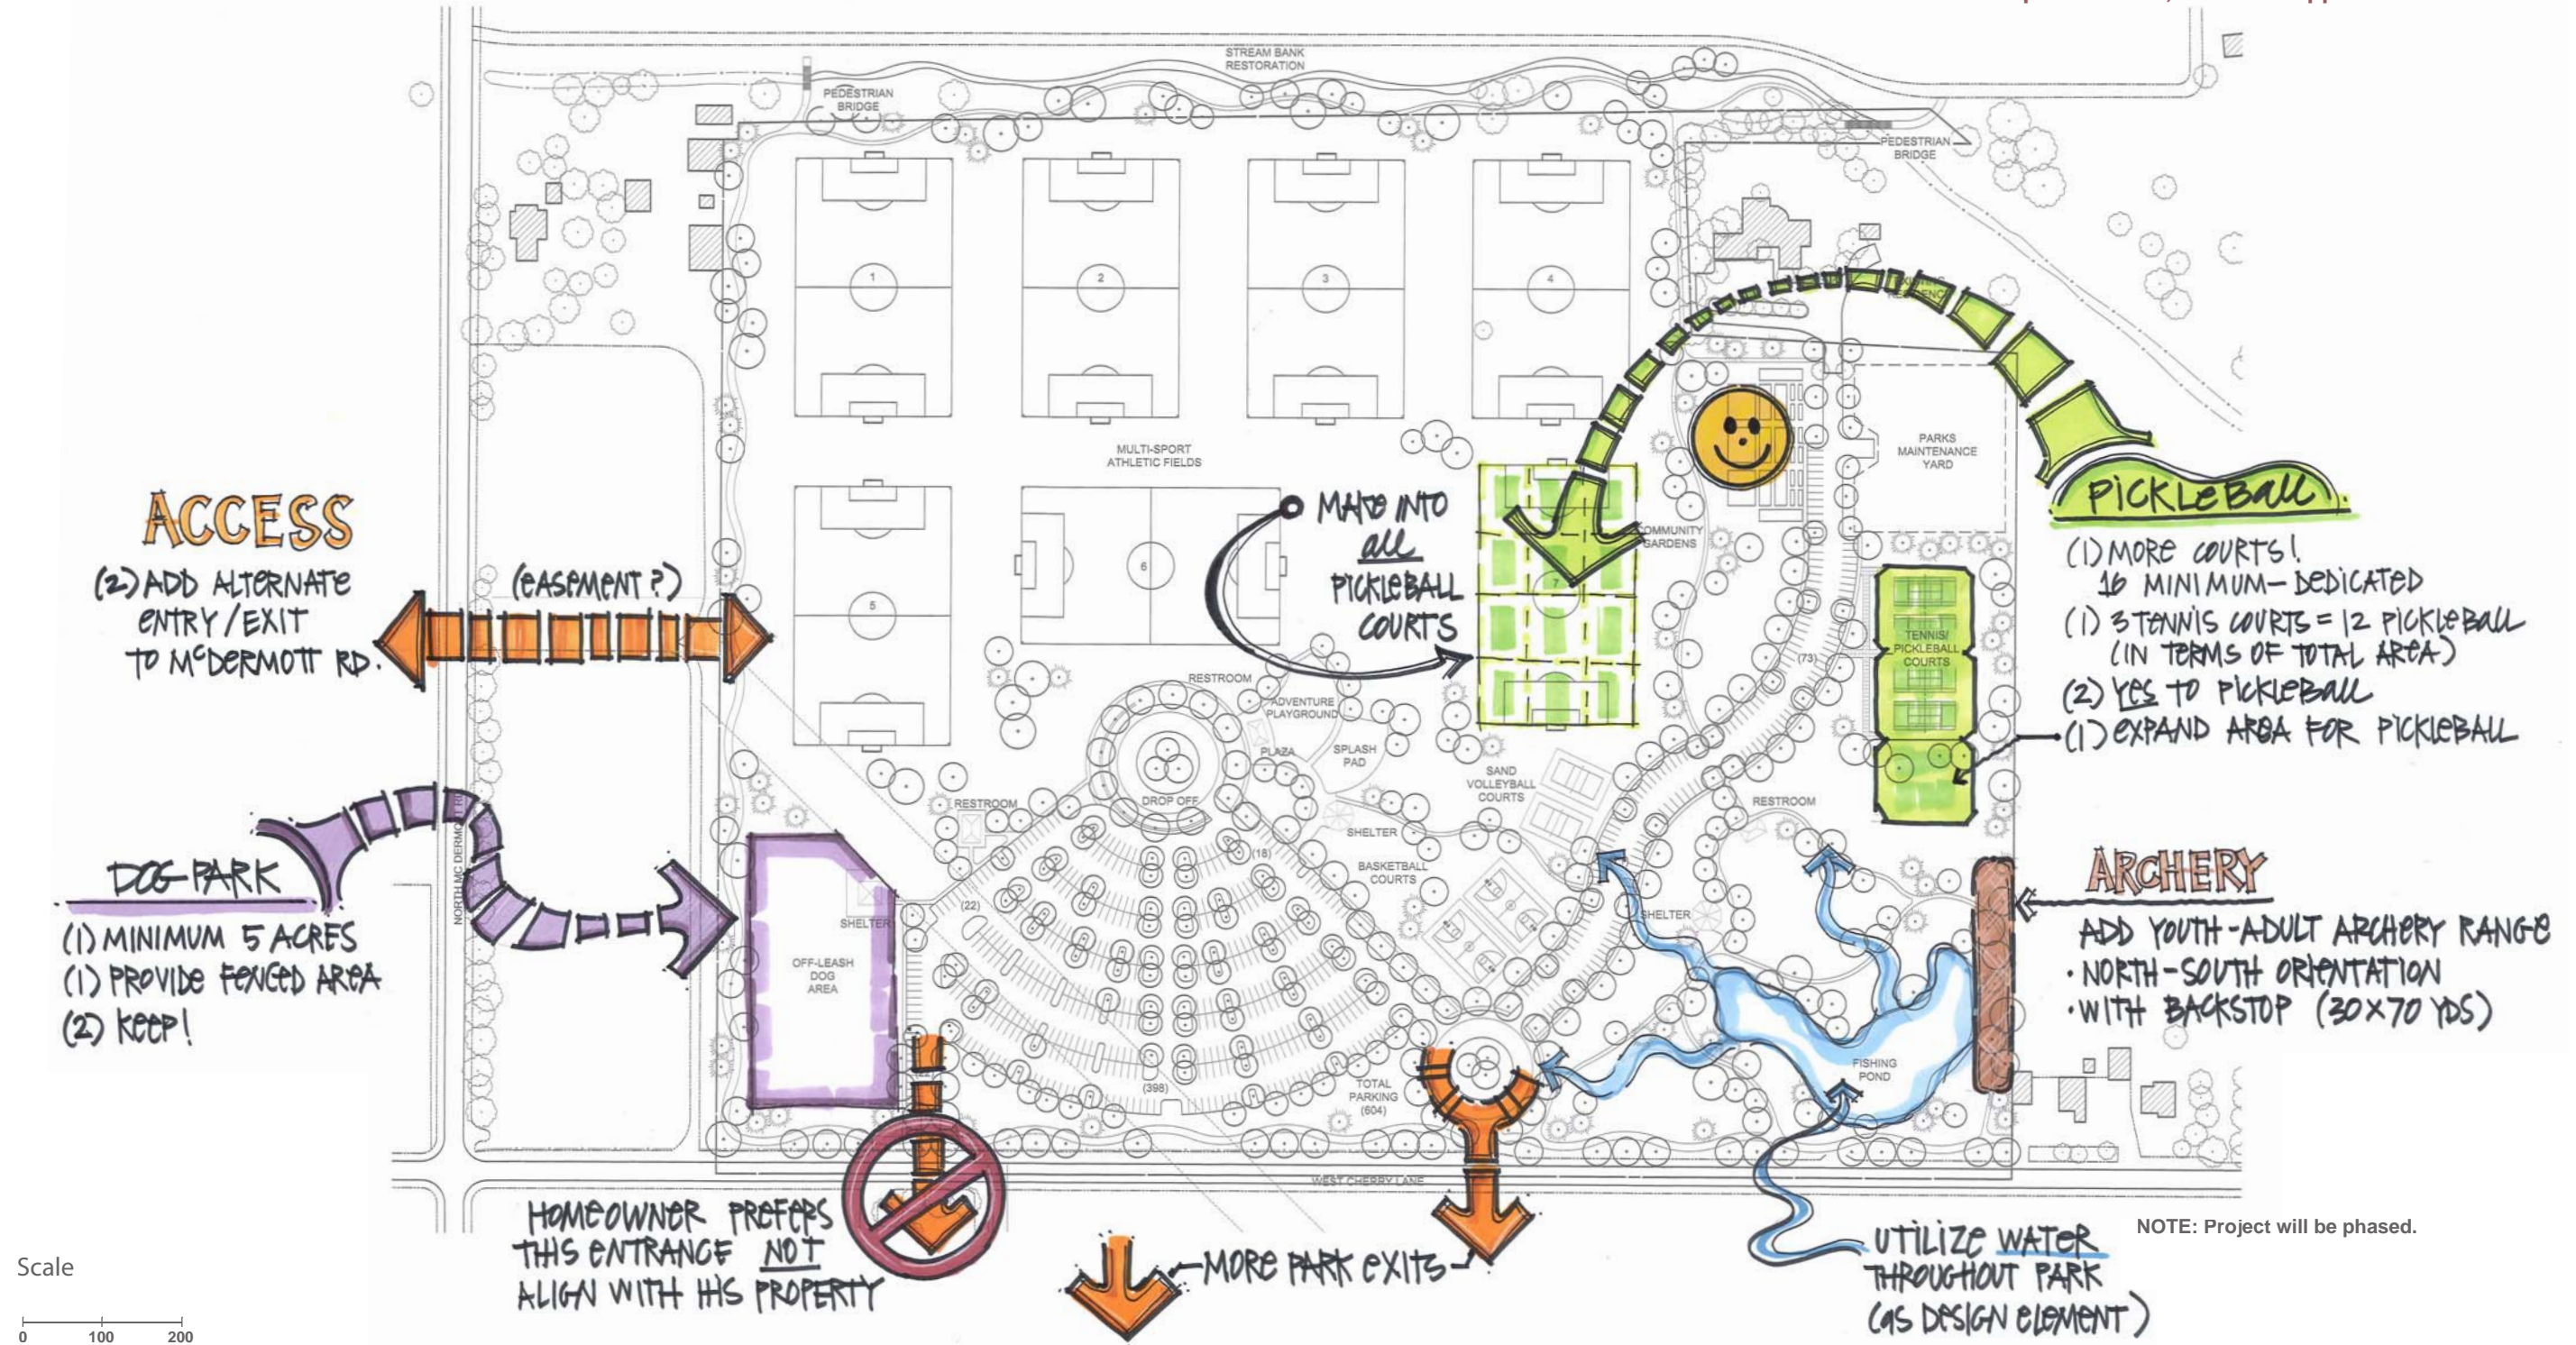 STREAM BANK
RESTORATION
PEDESTRIAN
BRIDGE
PEDESTRIAN
BRIDGE
1
2
3
4
MULTI-SPORT
ATHLETIC FIELDS
PARKS
MAINTENANCE
YARD
ACCESS
(2) ADD ALTERNATE
ENTRY/EXIT
TO McDERMOTT RD.
(EASEMENT?)
5
6
7
MAKE INTO
all
PICKLEBALL
COURTS
COMMUNITY
GARDENS
PICKLEBALL
(1) MORE COURTS!
16 MINIMUM-DEDICATED
(1) 3 TENNIS COURTS = 12 PICKLEBALL
(IN TERMS OF TOTAL AREA)
(2) YES TO PICKLEBALL
(1) EXPAND AREA FOR PICKLEBALL
TENNIS/
PICKLEBALL
COURTS
(73)
RESTROOM
ADVENTURE
PLAYGROUND
PLAZA
SPLASH
PAD
SAND
VOLLEYBALL
COURTS
RESTROOM
DROP OFF
RESTROOM
SHELTER
(18)
BASKETBALL
COURTS
(22)
SHELTER
SHELTER
OFF-LEASH
DOG
AREA
NORTH MC DERMOTT RD
DOG PARK
(1) MINIMUM 5 ACRES
(1) PROVIDE FENCED AREA
(2) KEEP!
ARCHERY
ADD YOUTH-ADULT ARCHERY RANGE
• NORTH-SOUTH ORIENTATION
• WITH BACKSTOP (30X70 YDS)
FISHING
POND
(398)
TOTAL
PARKING
(604)
WEST CHERRY LANE
HOMEOWNER PREFERS
THIS ENTRANCE NOT
ALIGN WITH HIS PROPERTY
MORE PARK EXITS
UTILIZE WATER
THROUGHOUT PARK
(as DESIGN ELEMENT)
NOTE: Project will be phased.
Scale
0 100 200